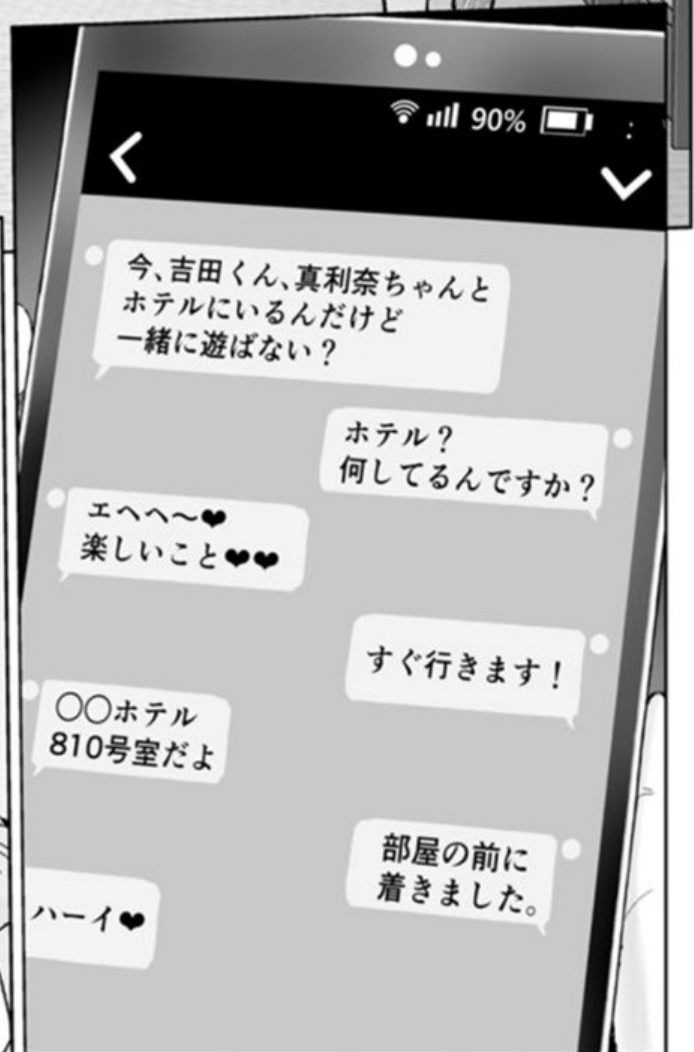 90%
今、吉田くん、真利奈ちゃんと
ホテルにいるんだけど
一緒に遊ばない？
ホテル？
何してるんですか？
エヘヘ〜❤
楽しいこと❤❤
すぐ行きます！
〇〇ホテル
810号室だよ
部屋の前に
着きました。
ハーイ❤